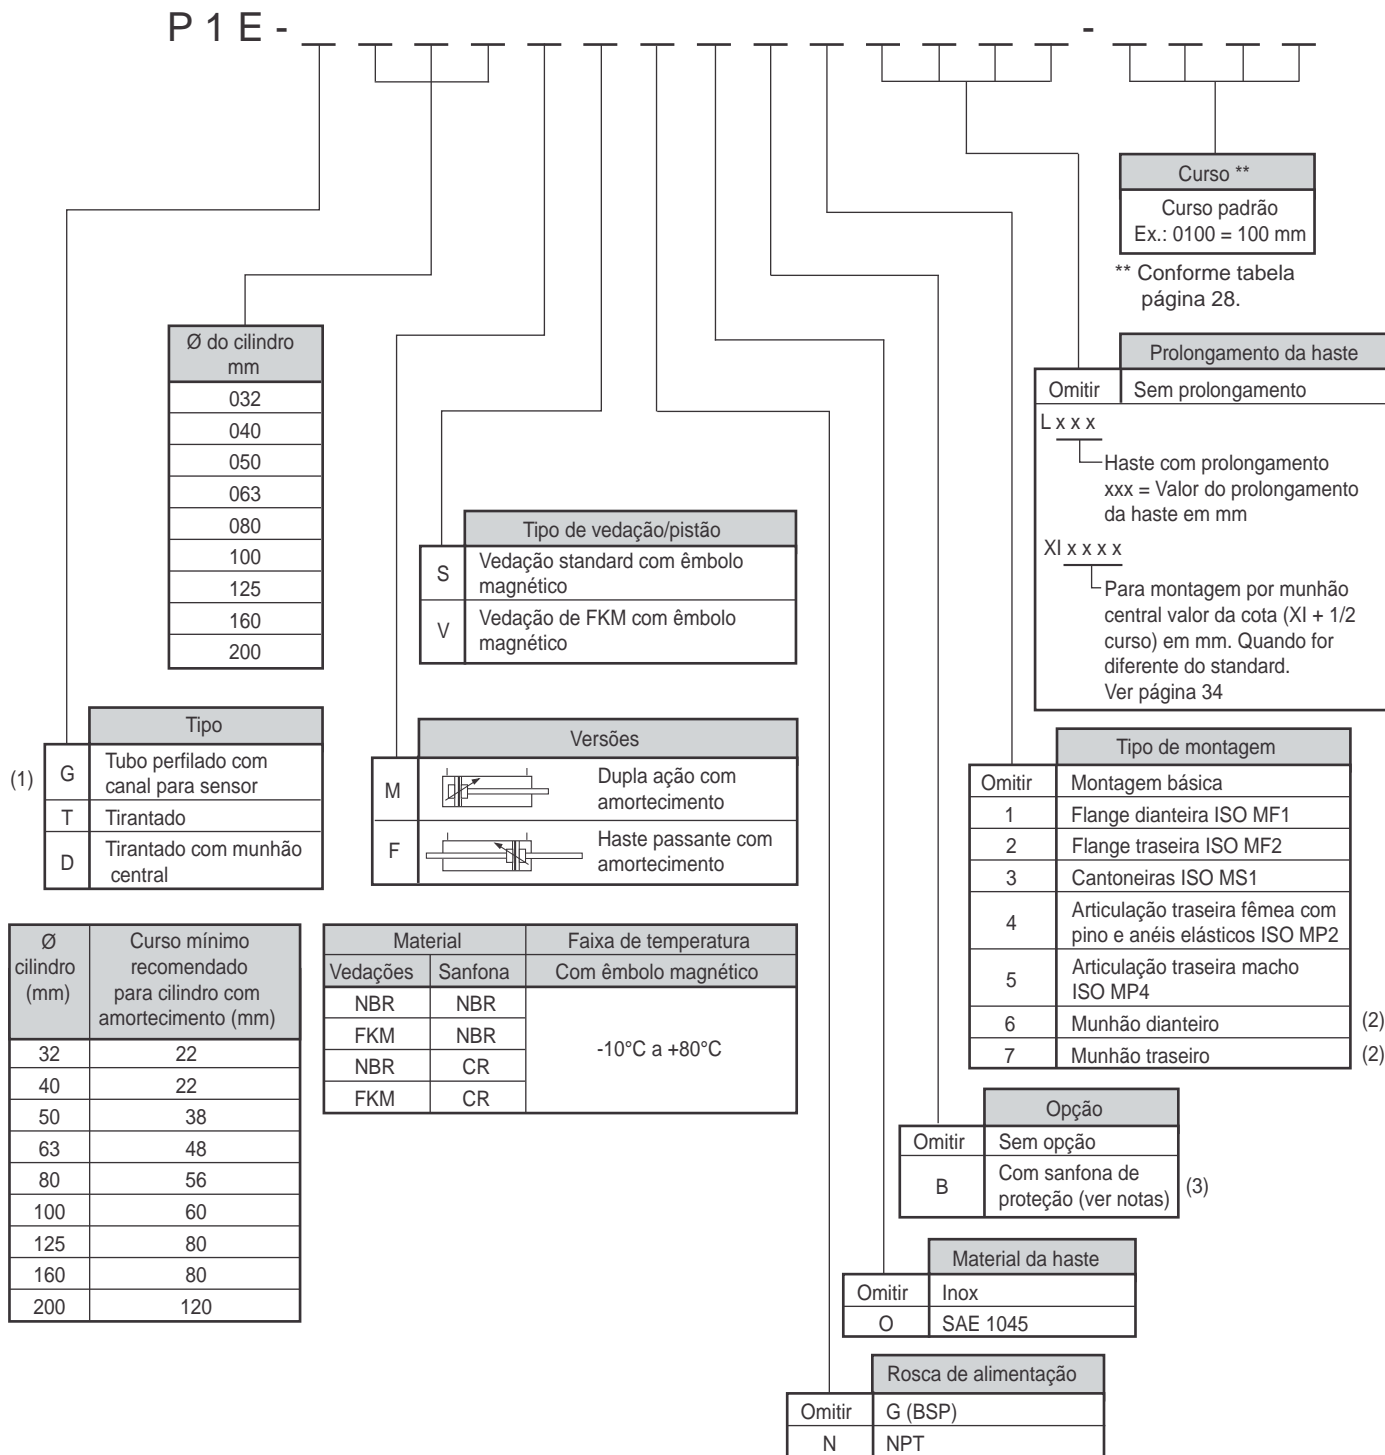 P 1 E - _ _ _ _ _ _ _ _ _ _ _ _ _ _ - _ _ _ _
Curso **
Curso padrão
Ex.: 0100 = 100 mm
** Conforme tabela
página 28.
Ø do cilindro
mm
032
040
050
063
080
100
125
160
200
Prolongamento da haste
Omitir Sem prolongamento
L x x x
Haste com prolongamento
xxx = Valor do prolongamento
da haste em mm
XI x x x x
Para montagem por munhão
central valor da cota (XI + 1/2
curso) em mm. Quando for
diferente do standard.
Ver página 34
Tipo de vedação/pistão
S Vedação standard com êmbolo
magnético
V Vedação de FKM com êmbolo
magnético
Tipo
(1) G Tubo perfilado com
canal para sensor
T Tirantado
D Tirantado com munhão
central
Versões
M Dupla ação com
amortecimento
F Haste passante com
amortecimento
Tipo de montagem
Omitir Montagem básica
1 Flange dianteira ISO MF1
2 Flange traseira ISO MF2
3 Cantoneiras ISO MS1
4 Articulação traseira fêmea com
pino e anéis elásticos ISO MP2
5 Articulação traseira macho
ISO MP4
6 Munhão dianteiro (2)
7 Munhão traseiro (2)
Ø
cilindro
(mm)
Curso mínimo
recomendado
para cilindro com
amortecimento (mm)
32 22
40 22
50 38
63 48
80 56
100 60
125 80
160 80
200 120
Material Faixa de temperatura
Vedações Sanfona Com êmbolo magnético
NBR NBR
FKM NBR
NBR CR
FKM CR
-10°C a +80°C
Opção
Omitir Sem opção
B Com sanfona de
proteção (ver notas) (3)
Material da haste
Omitir Inox
O SAE 1045
Rosca de alimentação
Omitir G (BSP)
N NPT